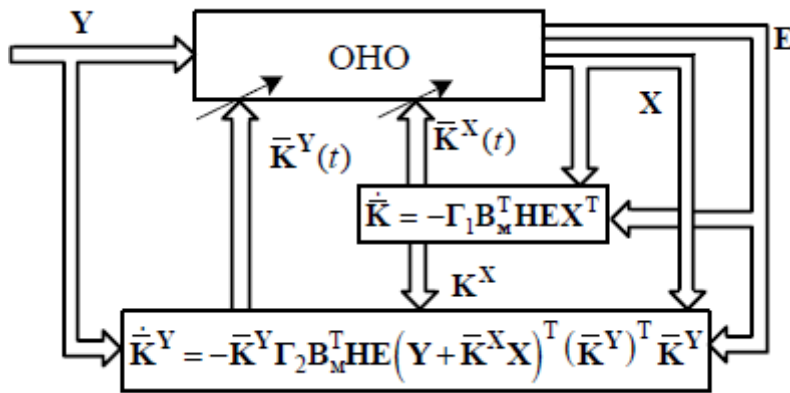 Y
E
ОНО
X
K̄^Y(t)
K̄^X(t)
K̄̇ = −Γ₁B_м^T HEX^T
K^X
K̄̇^Y = −K̄^Y Γ₂B_м^T HE(Y + K̄^X X)^T (K̄^Y)^T K̄^Y